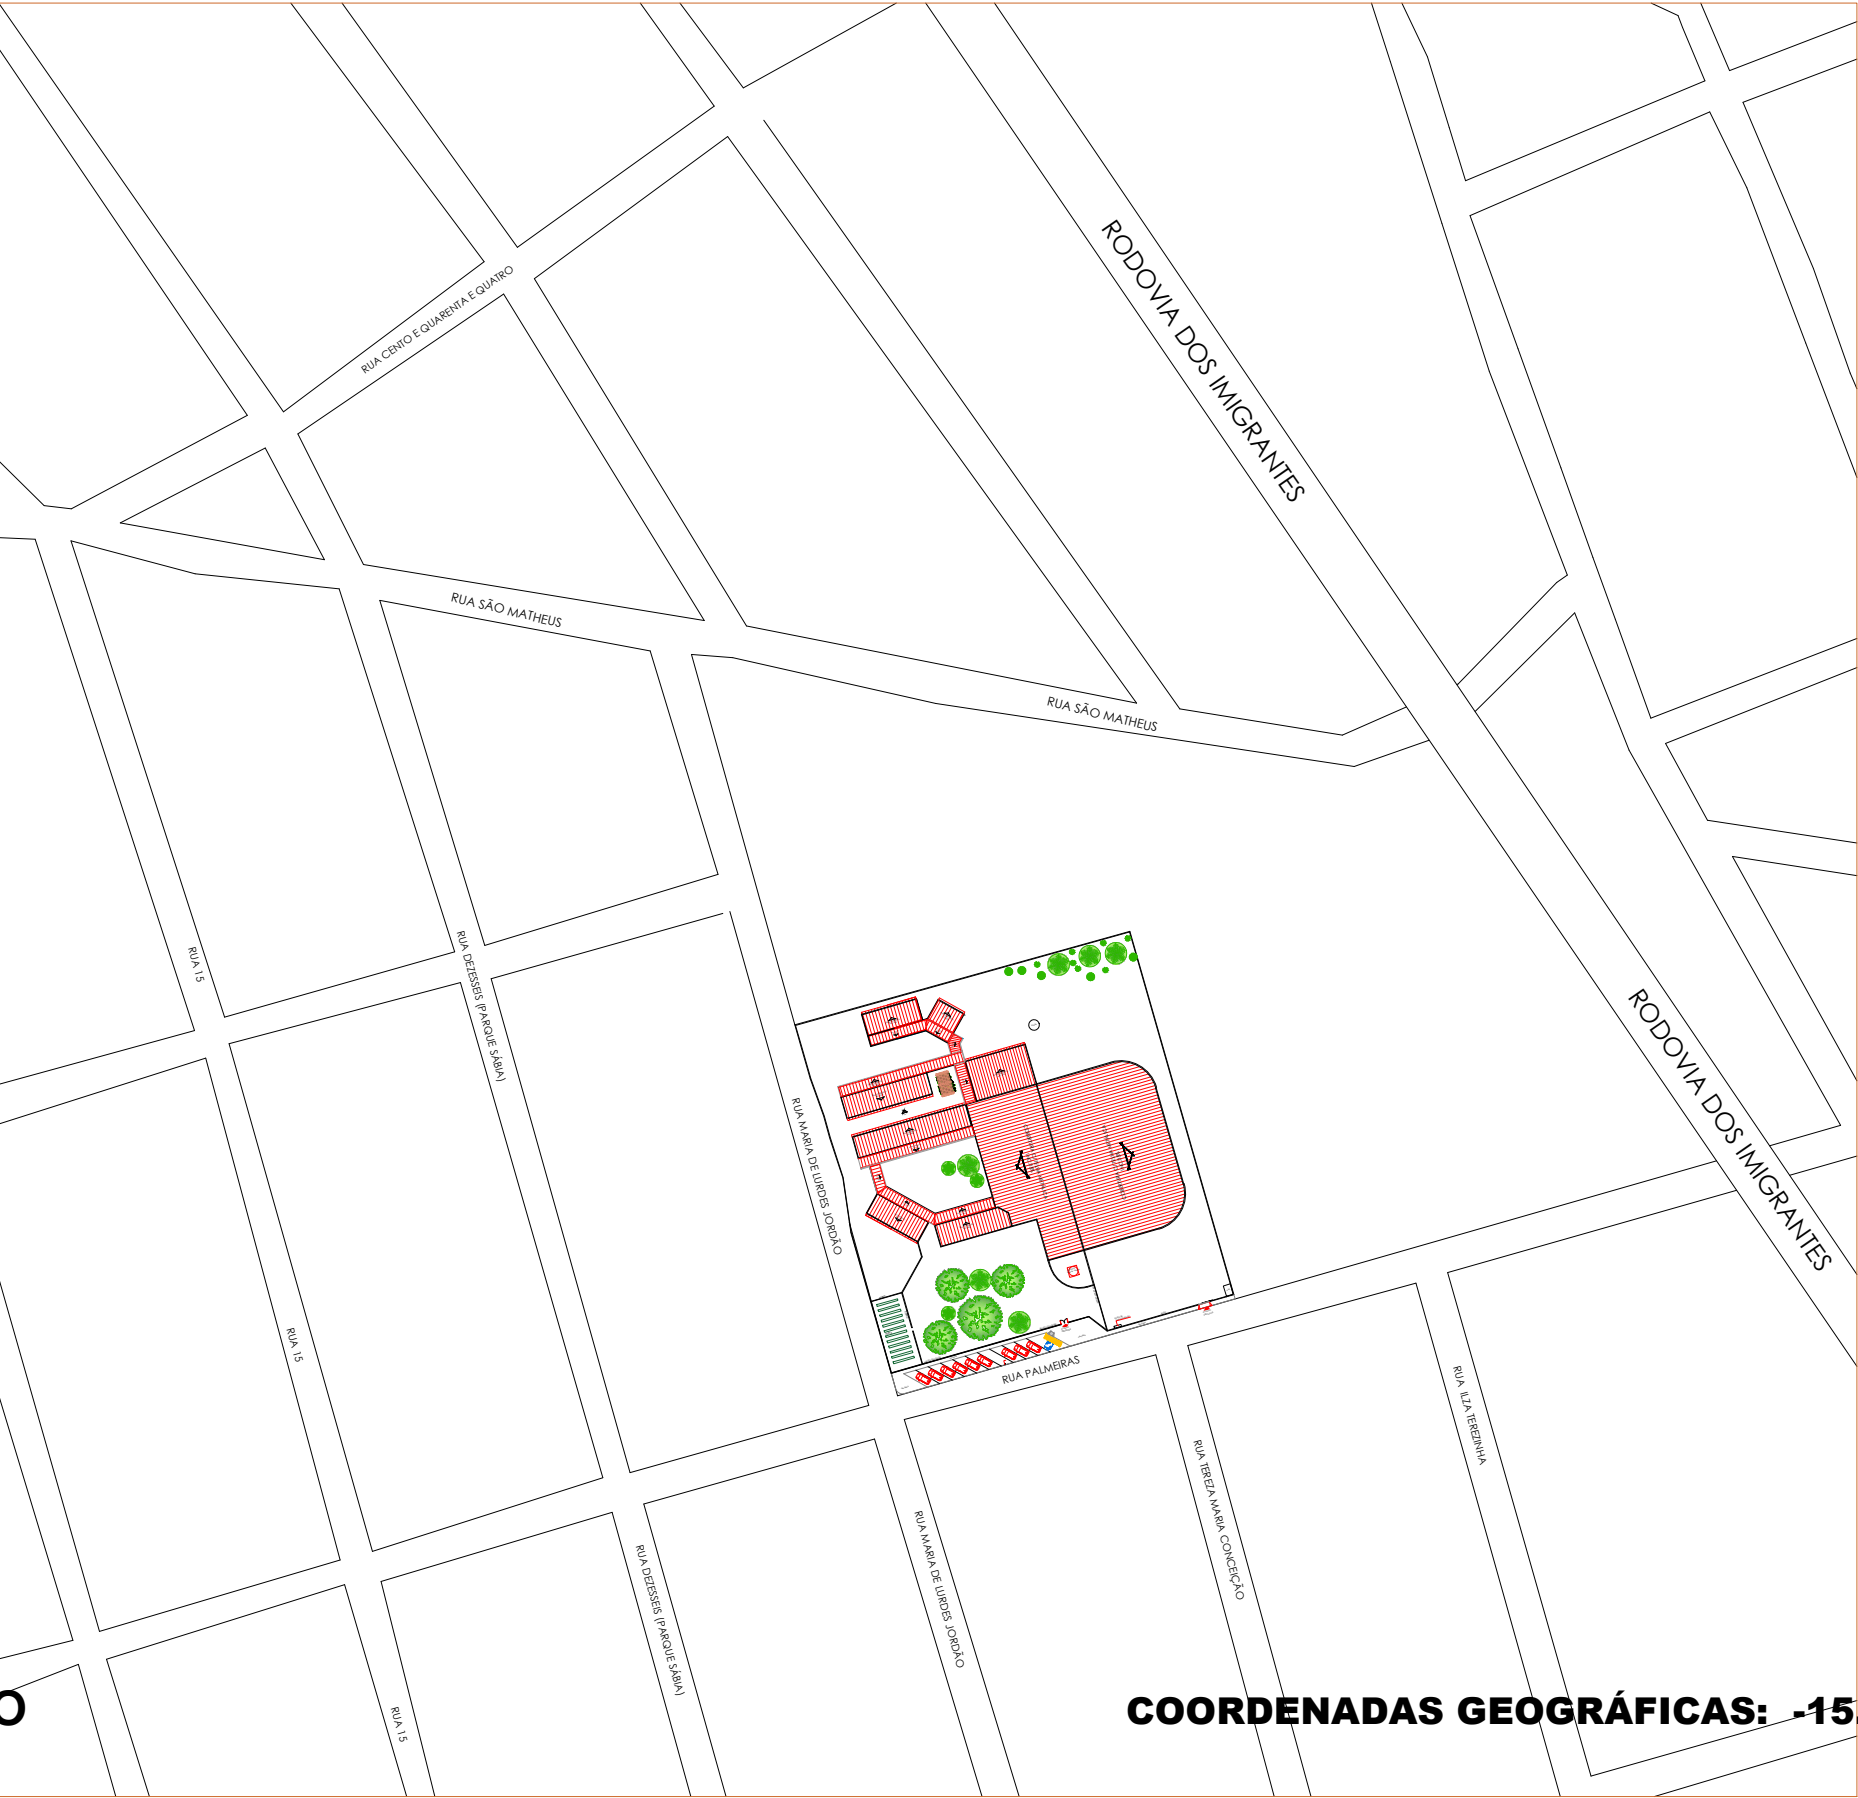 RODOVIA DOS IMIGRANTES
RUA CENTO E QUARENTA E QUATRO
RUA SÃO MATHEUS
RUA SÃO MATHEUS
RUA 15
RUA DEZESSEIS (PARQUE SÁBIA)
RODOVIA DOS IMIGRANTES
RUA MARIA DE LURDES JORDÃO
RUA 15
RUA PALMEIRAS
RUA ILZA TEREZINHA
RUA TEREZA MARIA CONCEIÇÃO
RUA MARIA DE LURDES JORDÃO
RUA DEZESSEIS (PARQUE SÁBIA)
RUA 15
O
COORDENADAS GEOGRÁFICAS: -15.